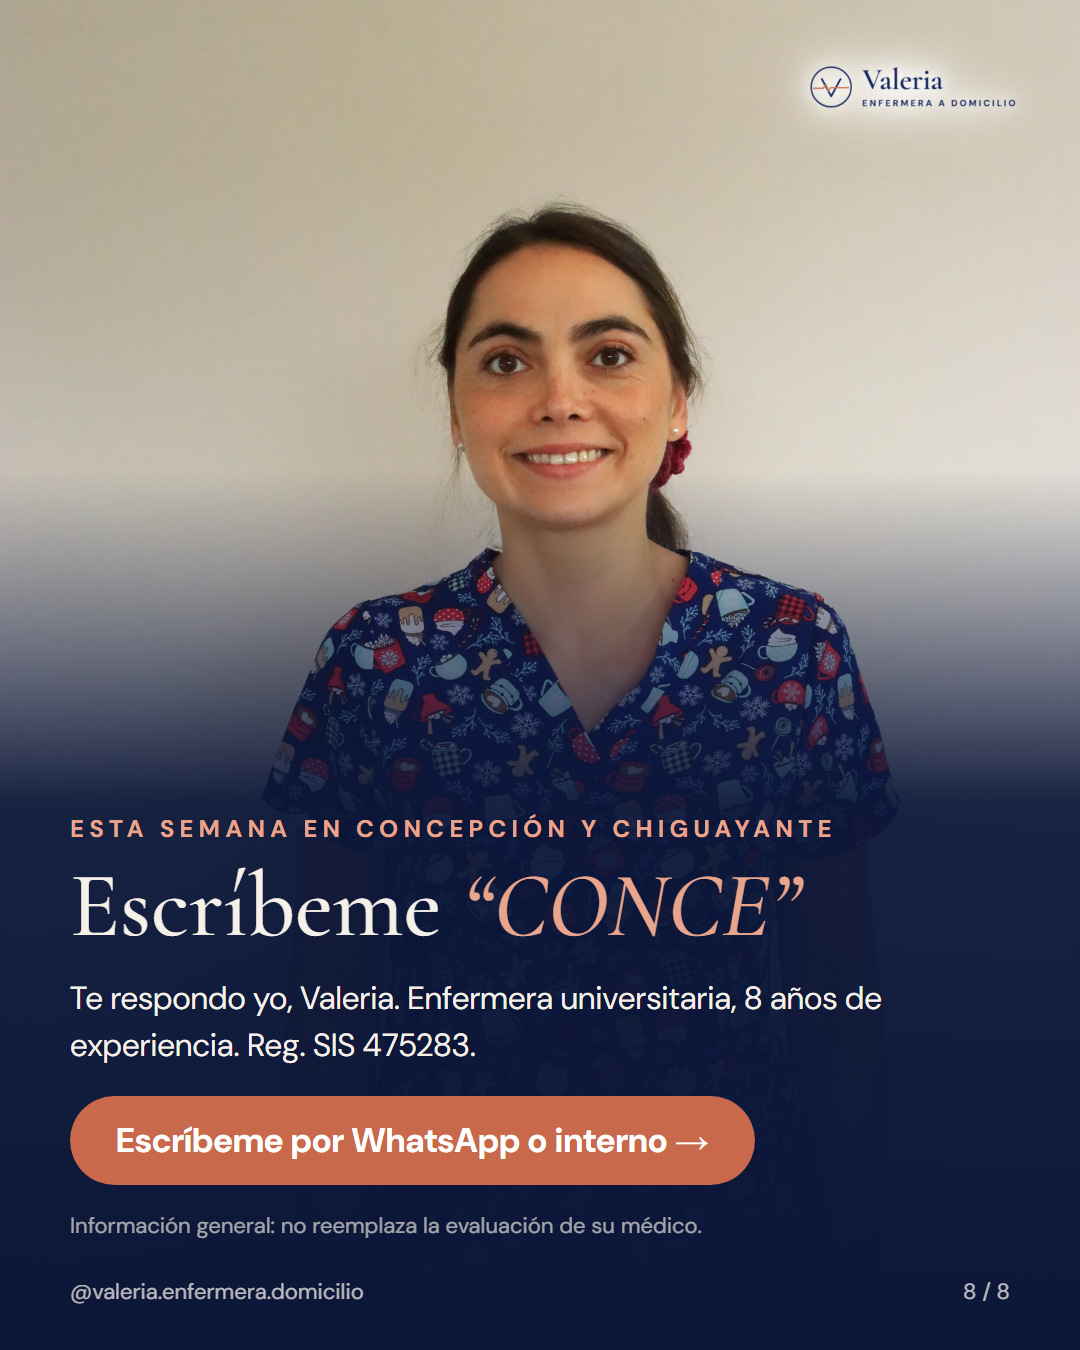 Valeria
ENFERMERA A DOMICILIO
ESTA SEMANA EN CONCEPCIÓN Y CHIGUAYANTE
Escríbeme “CONCE”
Te respondo yo, Valeria. Enfermera universitaria, 8 años de
experiencia. Reg. SIS 475283.
Escríbeme por WhatsApp o interno →
Información general: no reemplaza la evaluación de su médico.
@valeria.enfermera.domicilio
8 / 8